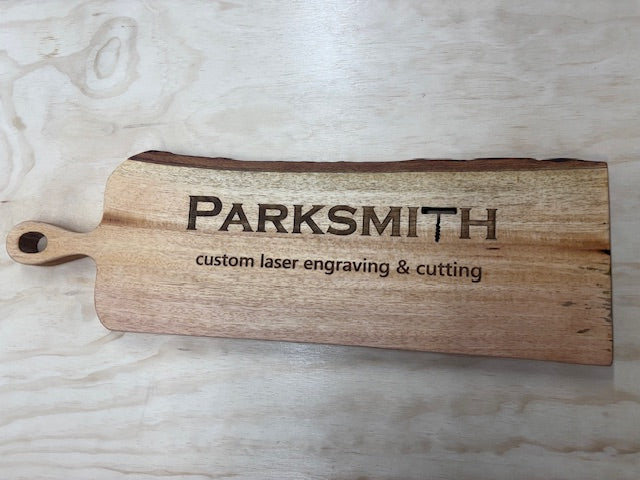 PARKSMITH
custom laser engraving & cutting